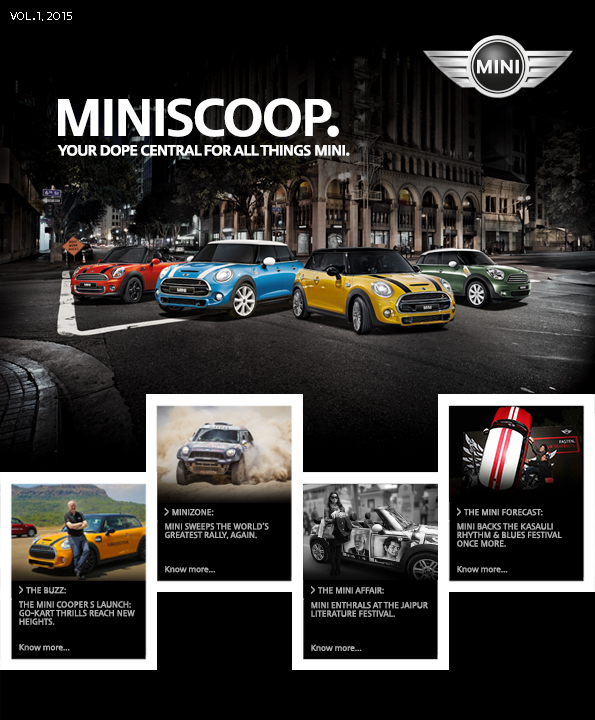 VOL.1, 2015
MINI
MINISCOOP.
YOUR DOPE CENTRAL FOR ALL THINGS MINI.
> MINIZONE:
MINI SWEEPS THE WORLD'S
GREATEST RALLY, AGAIN.
Know more...
> THE MINI FORECAST:
MINI BACKS THE KASAULI
RHYTHM & BLUES FESTIVAL
ONCE MORE.
Know more...
> THE BUZZ:
THE MINI COOPER S LAUNCH:
GO-KART THRILLS REACH NEW
HEIGHTS.
Know more...
> THE MINI AFFAIR:
MINI ENTHRALS AT THE JAIPUR
LITERATURE FESTIVAL.
Know more...